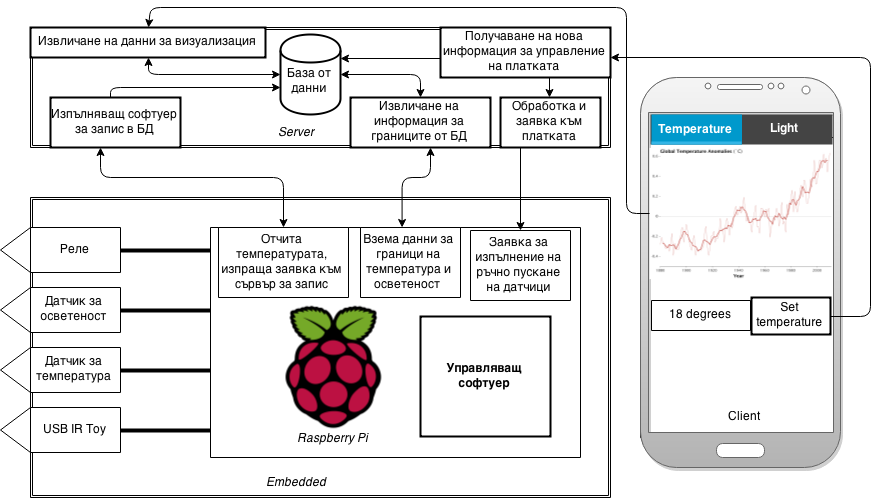 Извличане на данни за визуализация
База от
данни
Получаване на нова
информация за управление
на платката
Изпълняващ софтуер
за запис в БД
Server
Извличане на
информация за
границите от БД
Обработка и
заявка към
платката
Temperature
Light
Global Temperature Anomalies (°C)
Year
18 degrees
Set
temperature
Client
Реле
Датчик за
осветеност
Датчик за
температура
USB IR Toy
Отчита
температурата,
изпраща заявка към
сървър за запис
Взема данни за
граници на
температура и
осветеност
Заявка за
изпълнение на
ръчно пускане
на датчици
Управляващ
софтуер
Raspberry Pi
Embedded